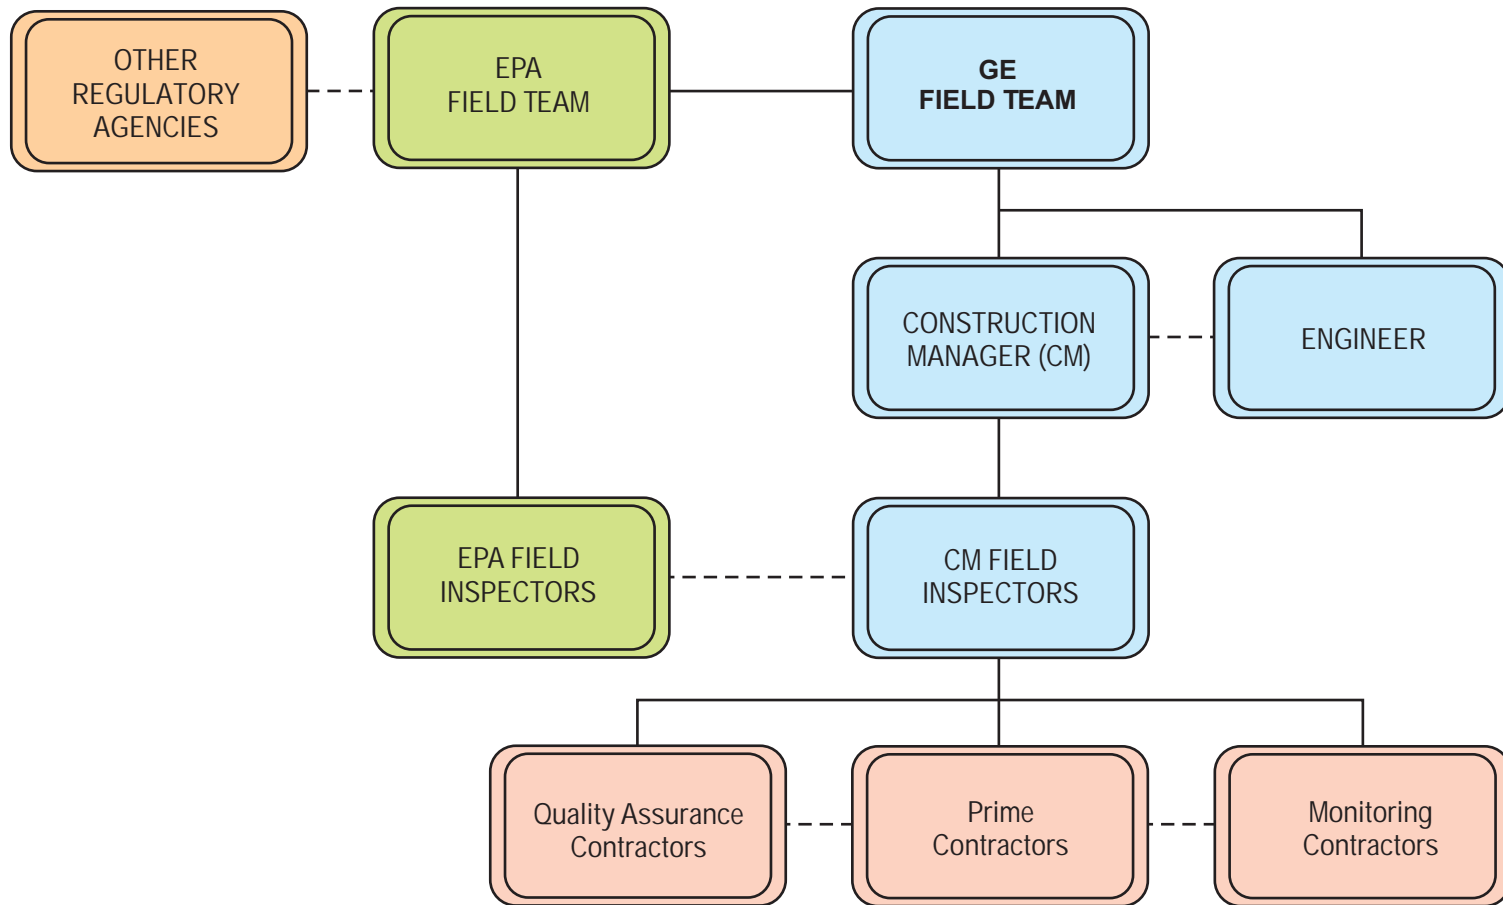 OTHER
REGULATORY
AGENCIES
EPA
FIELD TEAM
GE
FIELD TEAM
CONSTRUCTION
MANAGER (CM)
ENGINEER
EPA FIELD
INSPECTORS
CM FIELD
INSPECTORS
Quality Assurance
Contractors
Prime
Contractors
Monitoring
Contractors